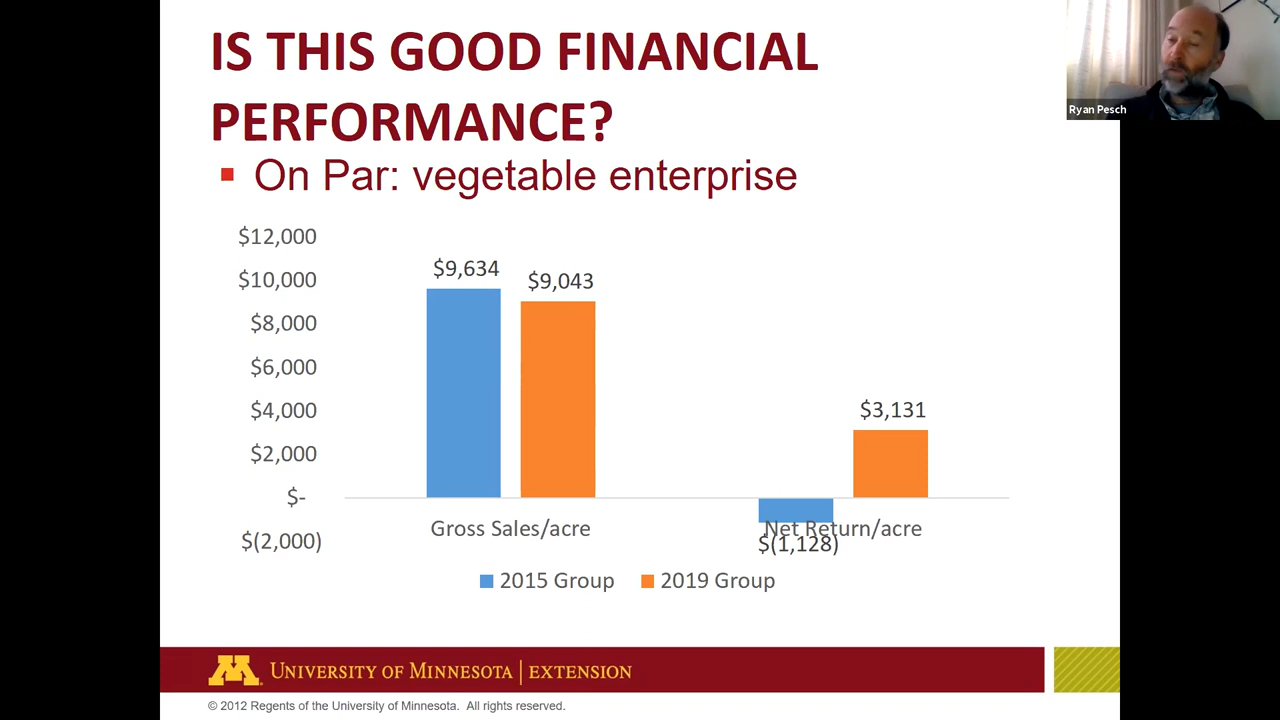 IS THIS GOOD FINANCIAL
PERFORMANCE?
Ryan Pesch
▪ On Par: vegetable enterprise
$12,000
$10,000
$8,000
$6,000
$4,000
$2,000
$-
$(2,000)
$9,634
$9,043
$3,131
$(1,128)
Gross Sales/acre
Net Return/acre
2015 Group
2019 Group
M
UNIVERSITY OF MINNESOTA | EXTENSION
© 2012 Regents of the University of Minnesota. All rights reserved.